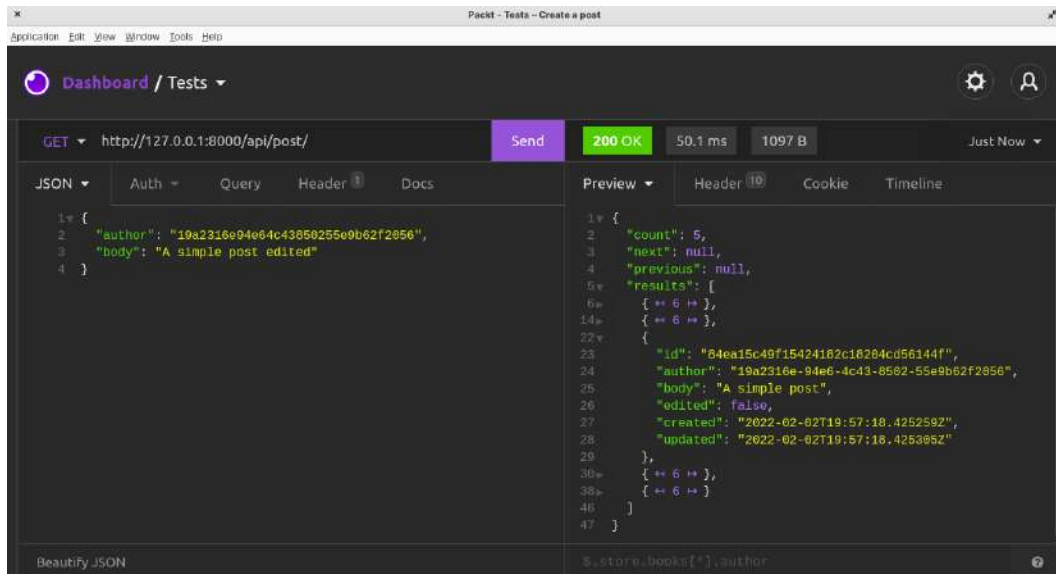 Packt - Tests – Create a post
Application Edit View Window Tools Help
Dashboard / Tests
GET http://127.0.0.1:8000/api/post/ Send 200 OK 50.1 ms 1097 B Just Now
JSON Auth Query Header 1 Docs
Preview Header 10 Cookie Timeline
1 {
2 "author": "19a2316e94e64c43850255e9b62f2056",
3 "body": "A simple post edited"
4 }
1 {
2 "count": 5,
3 "next": null,
4 "previous": null,
5 "results": [
6 { ↤ 6 ↦ },
14 { ↤ 6 ↦ },
22 {
23 "id": "84ea15c49f15424182c18284cd56144f",
24 "author": "19a2316e-94e6-4c43-8502-55e9b62f2056",
25 "body": "A simple post",
26 "edited": false,
27 "created": "2022-02-02T19:57:18.425259Z",
28 "updated": "2022-02-02T19:57:18.425305Z"
29 },
30 { ↤ 6 ↦ },
38 { ↤ 6 ↦ }
46 ]
47 }
Beautify JSON
$.store.books[*].author